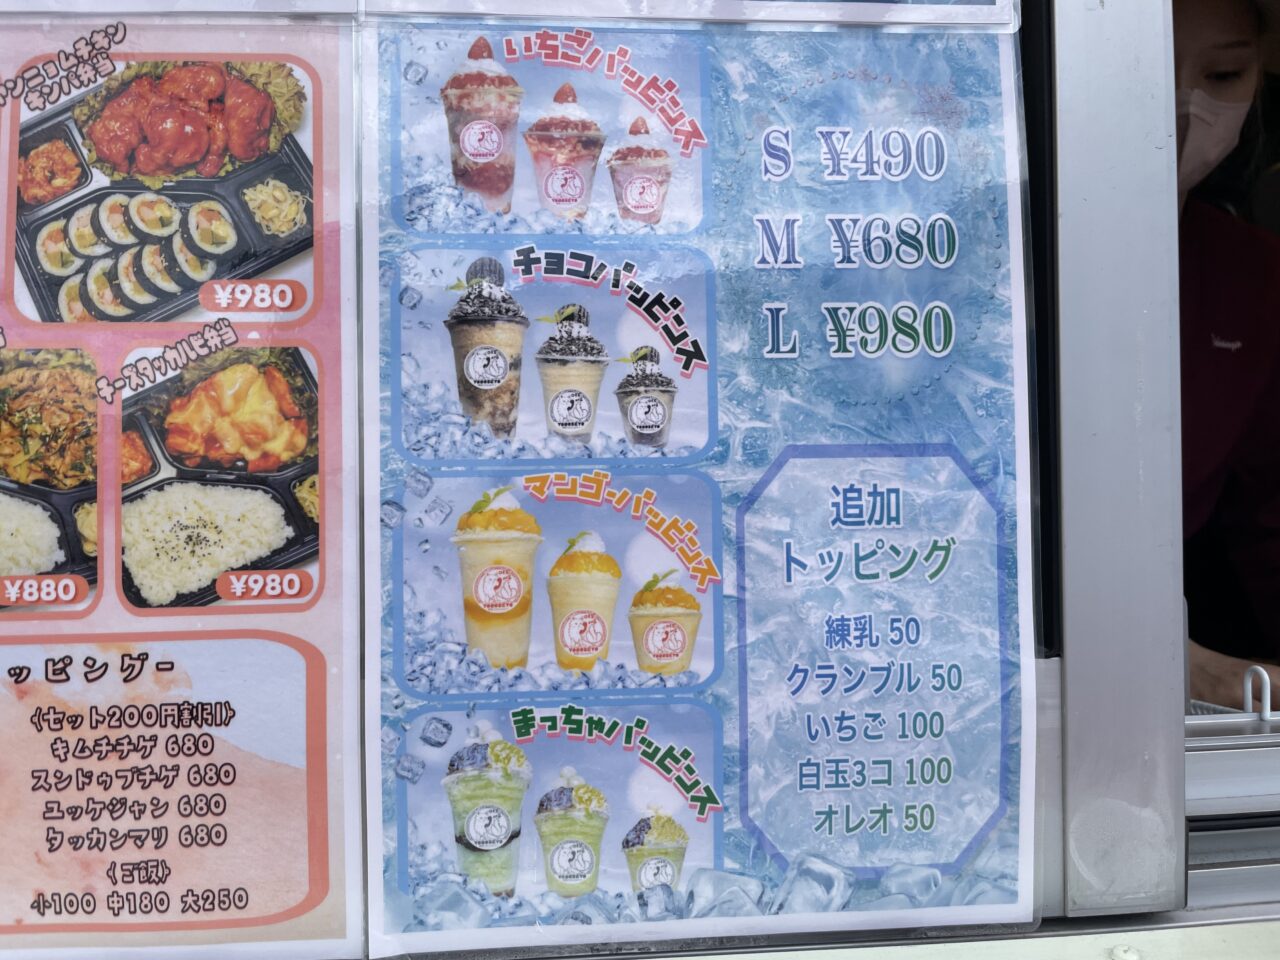 キンパ弁当
¥980
チーズタッカルビ弁当
¥880
¥980
ッピングー
{セット200円割引}
キムチチゲ 680
スンドゥブチゲ 680
ユッケジャン 680
タッカンマリ 680
{ご飯}
小100 中180 大250
いちごパッピンス
チョコパッピンス
マンゴーパッピンス
まっちゃパッピンス
S ¥490
M ¥680
L ¥980
追加
トッピング
練乳 50
クランブル 50
いちご 100
白玉3コ 100
オレオ 50